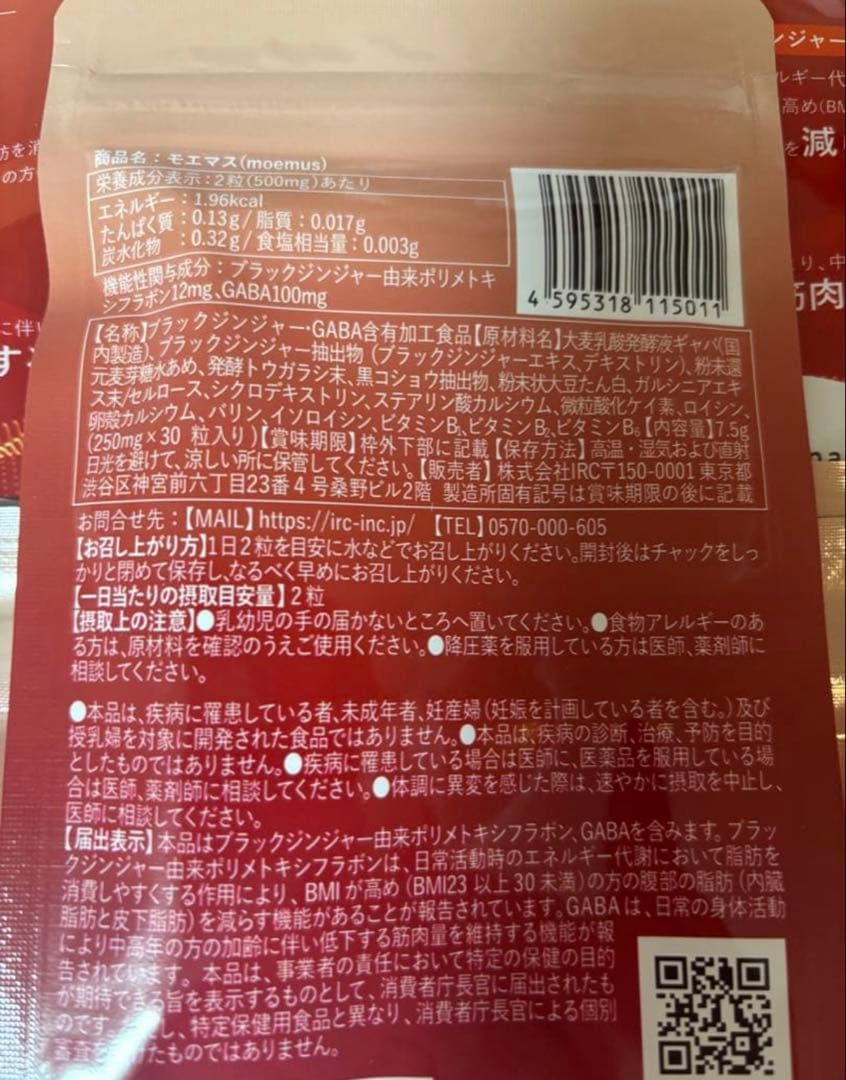 商品名：モエマス(moemus)
栄養成分表示：2粒(500mg)あたり
エネルギー：1.96kcal
たんぱく質：0.13g/脂質：0.017g
炭水化物　：0.32g/食塩相当量：0.003g
機能性関与成分：ブラックジンジャー由来ポリメトキ
シフラボン12mg、GABA100mg
4 595318 115011
【名称】ブラックジンジャー・GABA含有加工食品【原材料名】大麦乳酸発酵液ギャバ(国
内製造)、ブラックジンジャー抽出物(ブラックジンジャーエキス、デキストリン)、粉末還
元麦芽糖水あめ、発酵トウガラシ末、黒コショウ抽出物、粉末状大豆たん白、ガルシニアエキ
ス末/セルロース、シクロデキストリン、ステアリン酸カルシウム、微粒酸化ケイ素、ロイシン、
卵殻カルシウム、バリン、イソロイシン、ビタミンB₁、ビタミンB₂、ビタミンB₆【内容量】7.5g
(250mg×30 粒入り)【賞味期限】枠外下部に記載【保存方法】高温・湿気および直射
日光を避けて、涼しい所に保管してください。【販売者】株式会社IRC〒150-0001 東京都
渋谷区神宮前六丁目23番4号桑野ビル2階 製造所固有記号は賞味期限の後に記載
お問合せ先：【MAIL】https://irc-inc.jp/ 【TEL】0570-000-605
【お召し上がり方】1日2粒を目安に水などでお召し上がりください。開封後はチャックをしっ
かりと閉めて保存し、なるべく早めにお召し上がりください。
【一日当たりの摂取目安量】2粒
【摂取上の注意】●乳幼児の手の届かないところへ置いてください。●食物アレルギーのあ
る方は、原材料を確認のうえご使用ください。●降圧薬を服用している方は医師、薬剤師に
相談してください。
●本品は、疾病に罹患している者、未成年者、妊産婦(妊娠を計画している者を含む。)及び
授乳婦を対象に開発された食品ではありません。●本品は、疾病の診断、治療、予防を目的
としたものではありません。●疾病に罹患している場合は医師に、医薬品を服用している場
合は医師、薬剤師に相談してください。●体調に異変を感じた際は、速やかに摂取を中止し、
医師に相談してください。
【届出表示】本品はブラックジンジャー由来ポリメトキシフラボン、GABAを含みます。ブラッ
クジンジャー由来ポリメトキシフラボンは、日常活動時のエネルギー代謝において脂肪を
消費しやすくする作用により、BMIが高め(BMI23以上30未満)の方の腹部の脂肪(内臓
脂肪と皮下脂肪)を減らす機能があることが報告されています。GABAは、日常の身体活動
により中高年の方の加齢に伴い低下する筋肉量を維持する機能が報
告されています。本品は、事業者の責任において特定の保健の目的
が期待できる旨を表示するものとして、消費者庁長官に届出されたも
のです。 し、特定保健用食品と異なり、消費者庁長官による個別
審査を けたものではありません。